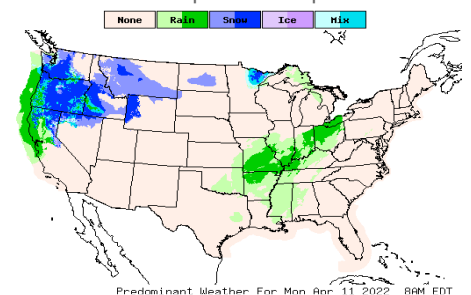 None Rain Snow Ice Mix
Predominant Weather For Mon Apr 11 2022 8AM EDT